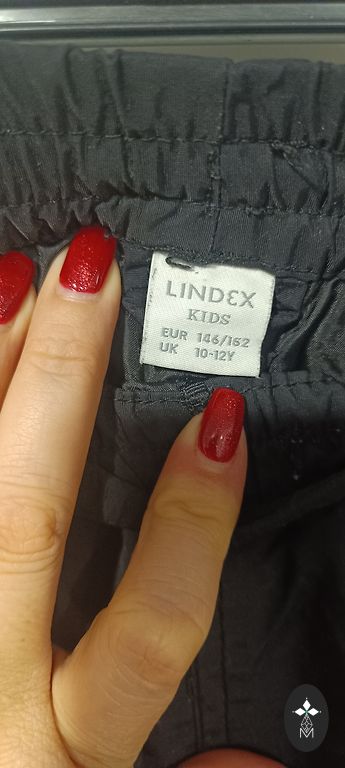 LINDEX
KIDS
EUR 146/152
UK 10-12Y